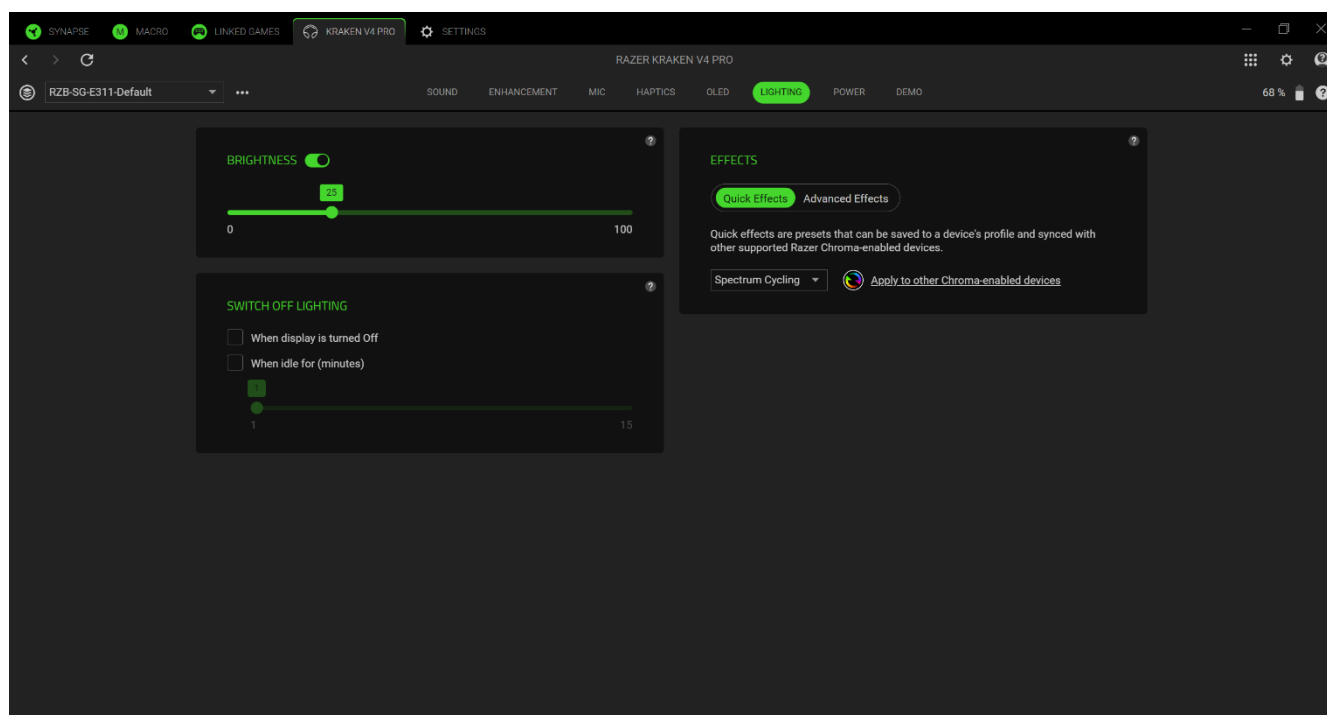 SYNAPSE M MACRO LINKED GAMES KRAKEN V4 PRO SETTINGS
RAZER KRAKEN V4 PRO
RZB-SG-E311-Default SOUND ENHANCEMENT MIC HAPTICS OLED LIGHTING POWER DEMO 68 % ?
?
BRIGHTNESS
25
0 100
?
SWITCH OFF LIGHTING
When display is turned Off
When idle for (minutes)
1
1 15
?
EFFECTS
Quick Effects Advanced Effects
Quick effects are presets that can be saved to a device's profile and synced with
other supported Razer Chroma-enabled devices.
Spectrum Cycling Apply to other Chroma-enabled devices